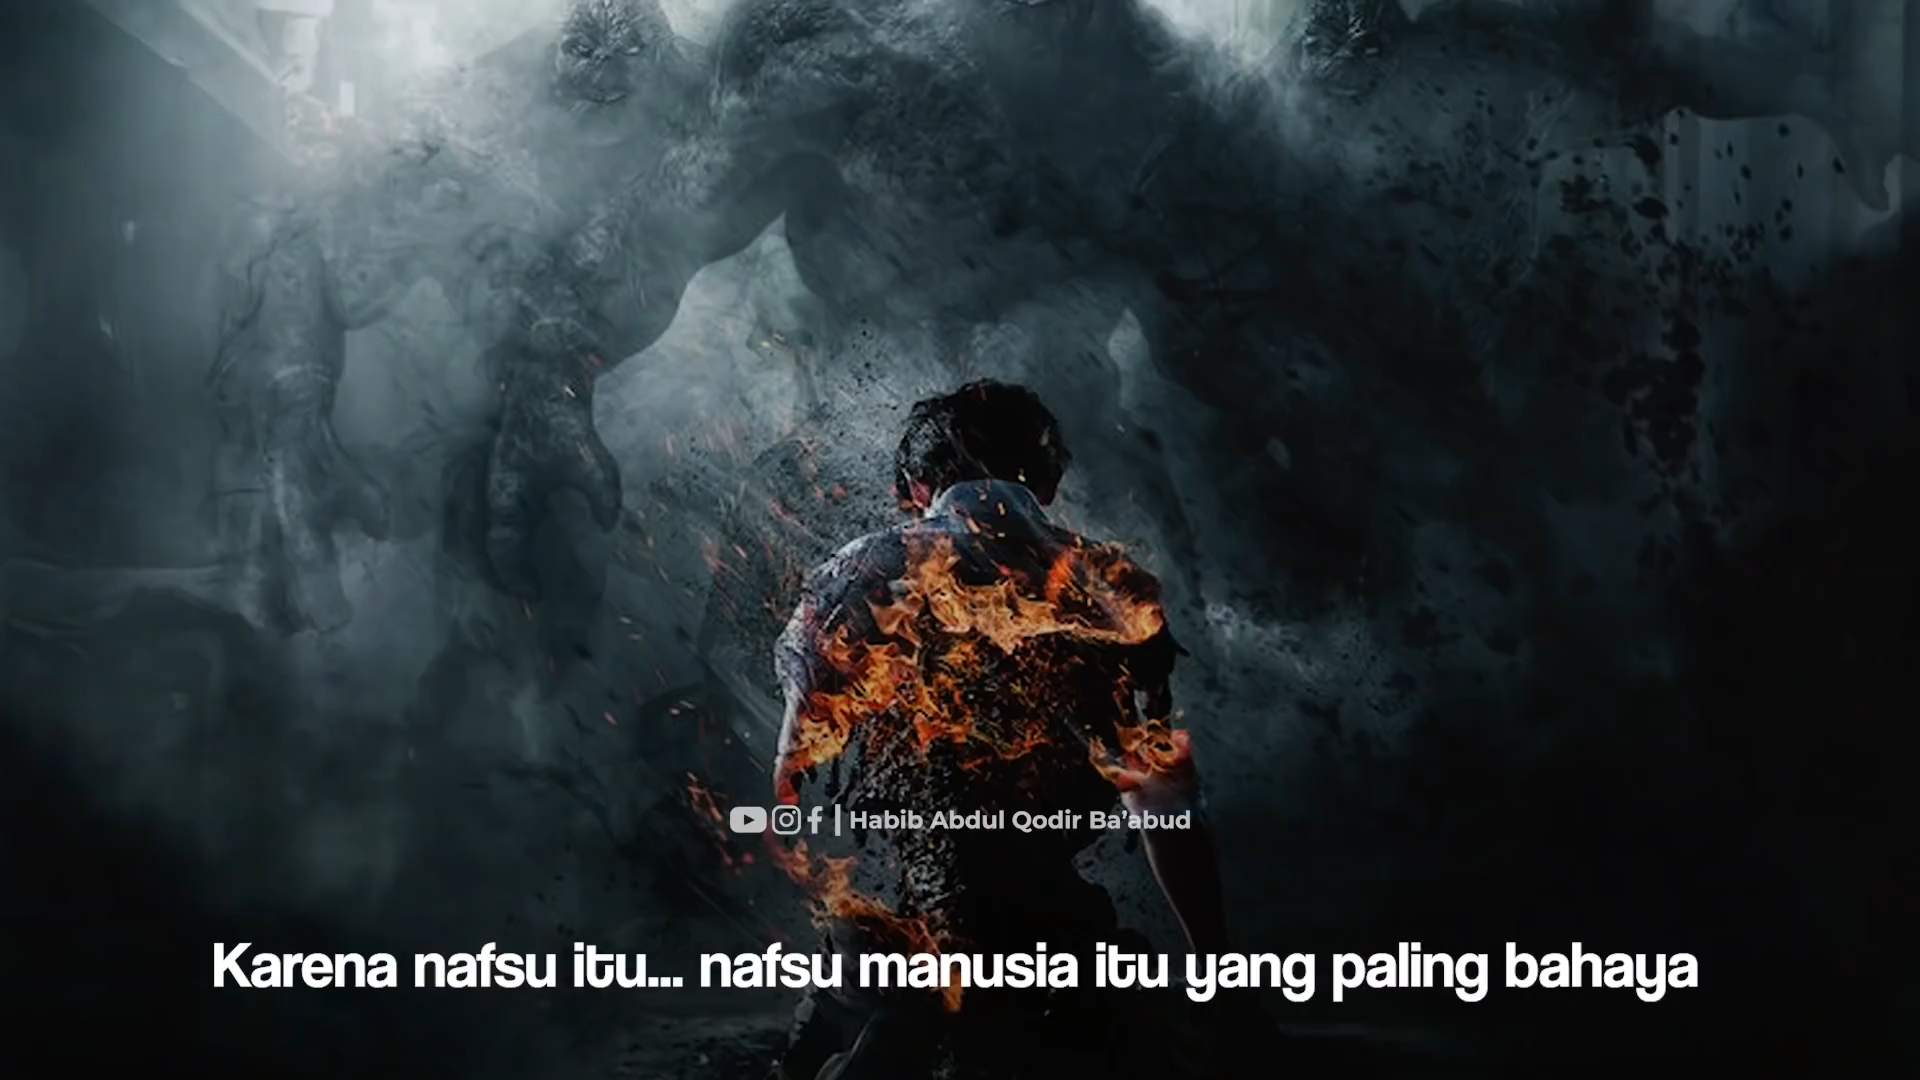 Habib Abdul Qodir Ba'abud
Karena nafsu itu... nafsu manusia itu yang paling bahaya